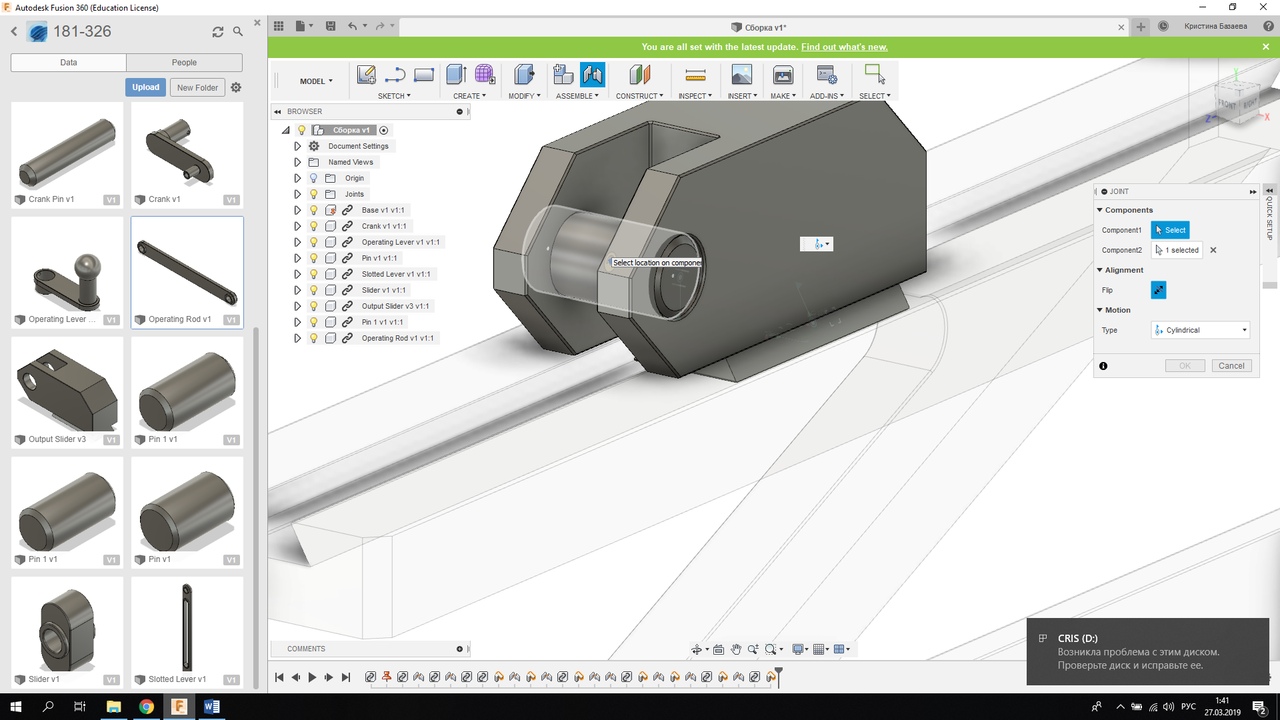 Autodesk Fusion 360 (Education License)
181-326
Data
People
Upload
New Folder
Crank Pin v1
V1
Crank v1
V1
Operating Lever ...
V1
Operating Rod v1
V1
Output Slider v3
V1
Pin 1 v1
V1
Pin 1 v1
V1
Pin v1
V1
Slider v1
V1
Slotted Lever v1
V1
Сборка v1*
Кристина Базаева
You are all set with the latest update. Find out what's new.
MODEL
SKETCH
CREATE
MODIFY
ASSEMBLE
CONSTRUCT
INSPECT
INSERT
MAKE
ADD-INS
SELECT
BROWSER
Сборка v1
Document Settings
Named Views
Origin
Joints
Base v1 v1:1
Crank v1 v1:1
Operating Lever v1 v1:1
Pin v1 v1:1
Slotted Lever v1 v1:1
Slider v1 v1:1
Output Slider v3 v1:1
Pin 1 v1 v1:1
Operating Rod v1 v1:1
Select location on componen
Y
FRONT
RIGHT
Z
X
JOINT
Components
Component1
Select
Component2
1 selected
Alignment
Flip
Motion
Type
Cylindrical
OK
Cancel
QUICK SETUP
COMMENTS
CRIS (D:)
Возникла проблема с этим диском.
Проверьте диск и исправьте ее.
РУС
1:41
27.03.2019
2